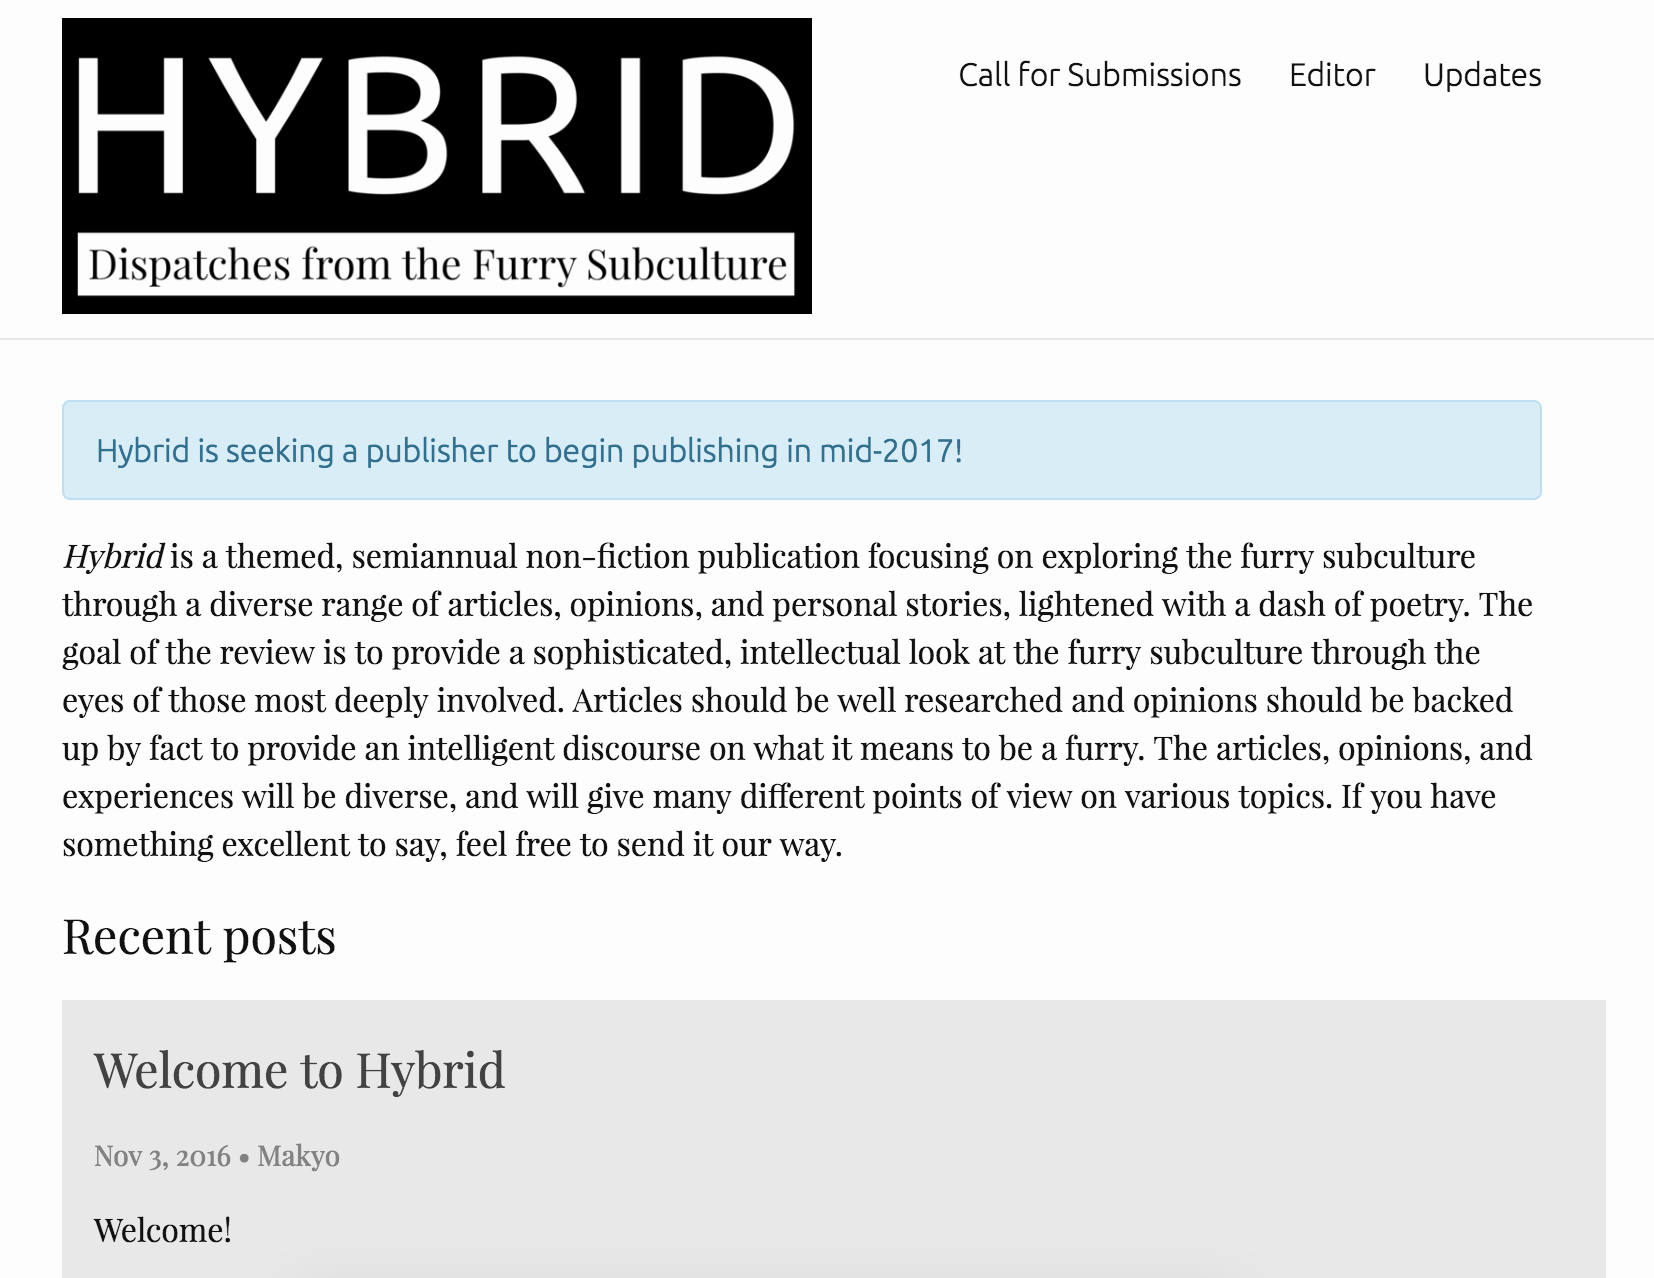 HYBRID
Dispatches from the Furry Subculture
Call for Submissions Editor Updates
Hybrid is seeking a publisher to begin publishing in mid-2017!
Hybrid is a themed, semiannual non-fiction publication focusing on exploring the furry subculture
through a diverse range of articles, opinions, and personal stories, lightened with a dash of poetry. The
goal of the review is to provide a sophisticated, intellectual look at the furry subculture through the
eyes of those most deeply involved. Articles should be well researched and opinions should be backed
up by fact to provide an intelligent discourse on what it means to be a furry. The articles, opinions, and
experiences will be diverse, and will give many different points of view on various topics. If you have
something excellent to say, feel free to send it our way.
Recent posts
Welcome to Hybrid
Nov 3, 2016 • Makyo
Welcome!